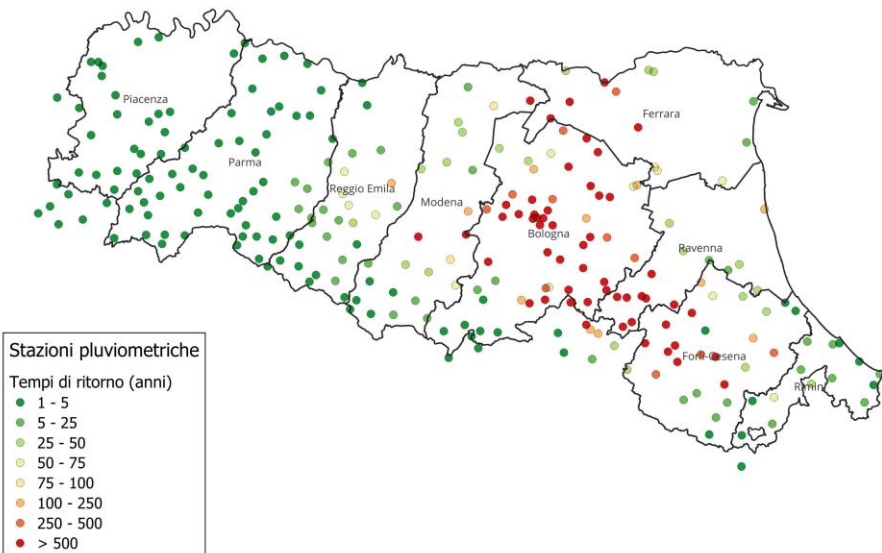 Piacenza
Parma
Reggio Emila
Modena
Bologna
Ferrara
Ravenna
Forlì-Cesena
Rimini
Stazioni pluviometriche
Tempi di ritorno (anni)
1 - 5
5 - 25
25 - 50
50 - 75
75 - 100
100 - 250
250 - 500
> 500